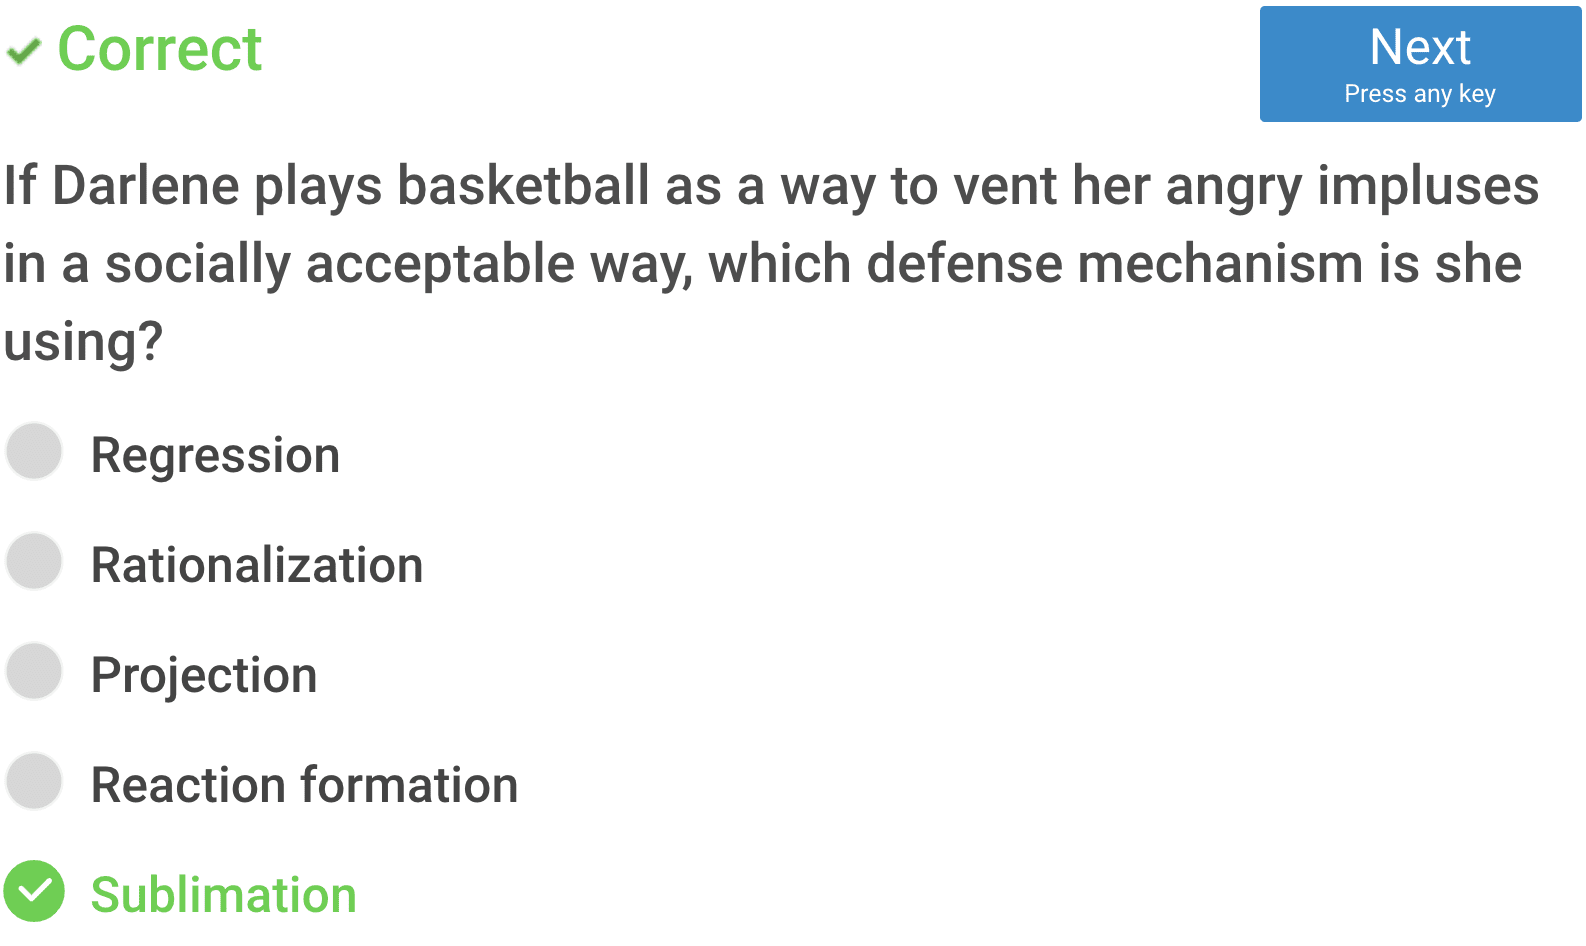 Correct
Next
Press any key
If Darlene plays basketball as a way to vent her angry impluses
in a socially acceptable way, which defense mechanism is she
using?
Regression
Rationalization
Projection
Reaction formation
Sublimation